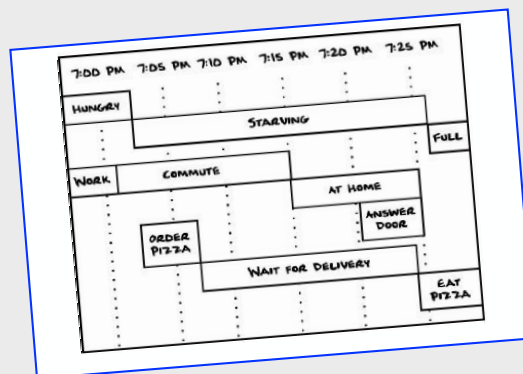 7:00 PM 7:05 PM 7:10 PM 7:15 PM 7:20 PM 7:25 PM
HUNGRY
STARVING
FULL
WORK
COMMUTE
AT HOME
ORDER
PIZZA
ANSWER
DOOR
WAIT FOR DELIVERY
EAT
PIZZA